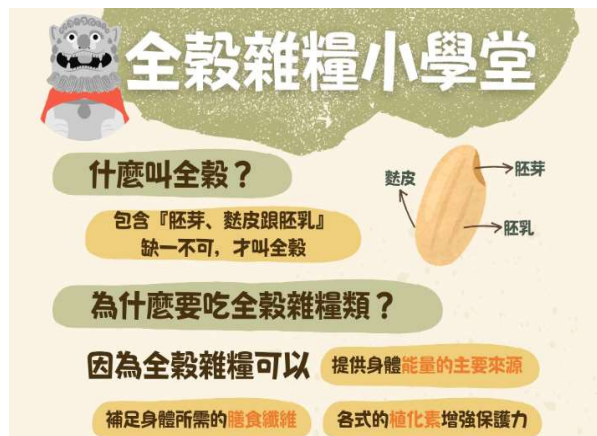 全穀雜糧小學堂
什麼叫全穀？
包含『胚芽、麩皮跟胚乳』
缺一不可，才叫全穀
麩皮
胚芽
胚乳
為什麼要吃全穀雜糧類？
因為全穀雜糧可以
提供身體能量的主要來源
補足身體所需的膳食纖維
各式的植化素增強保護力